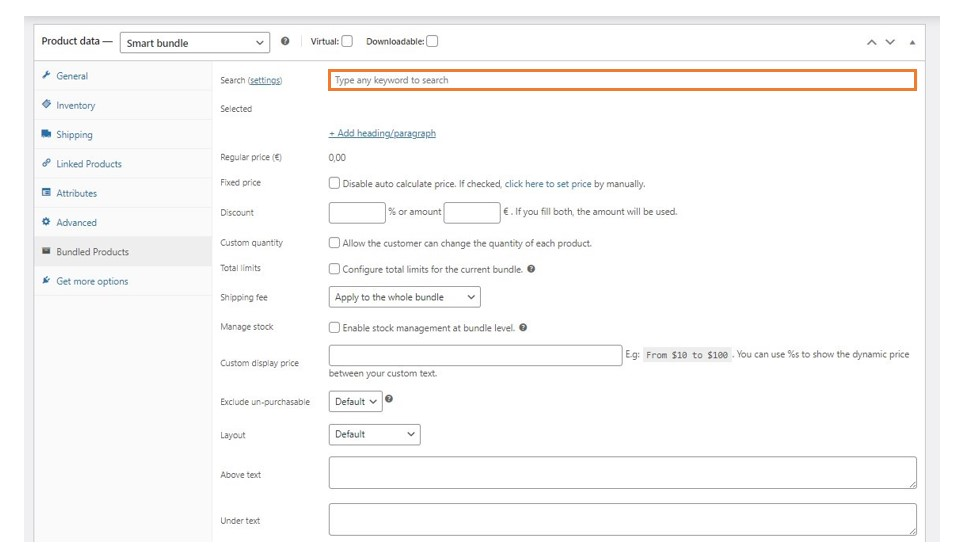 Product data — Smart bundle Virtual: Downloadable:
General
Inventory
Shipping
Linked Products
Attributes
Advanced
Bundled Products
Get more options
Search (settings) Type any keyword to search
Selected
+ Add heading/paragraph
Regular price (€) 0,00
Fixed price Disable auto calculate price. If checked, click here to set price by manually.
Discount % or amount € . If you fill both, the amount will be used.
Custom quantity Allow the customer can change the quantity of each product.
Total limits Configure total limits for the current bundle.
Shipping fee Apply to the whole bundle
Manage stock Enable stock management at bundle level.
Custom display price E.g: From $10 to $100 . You can use %s to show the dynamic price
between your custom text.
Exclude un-purchasable Default
Layout Default
Above text
Under text